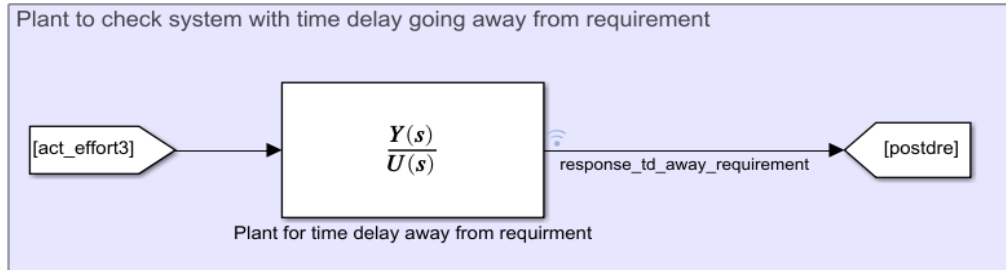 Plant to check system with time delay going away from requirement
[act_effort3]
Y(s)
U(s)
response_td_away_requirement
[postdre]
Plant for time delay away from requirment